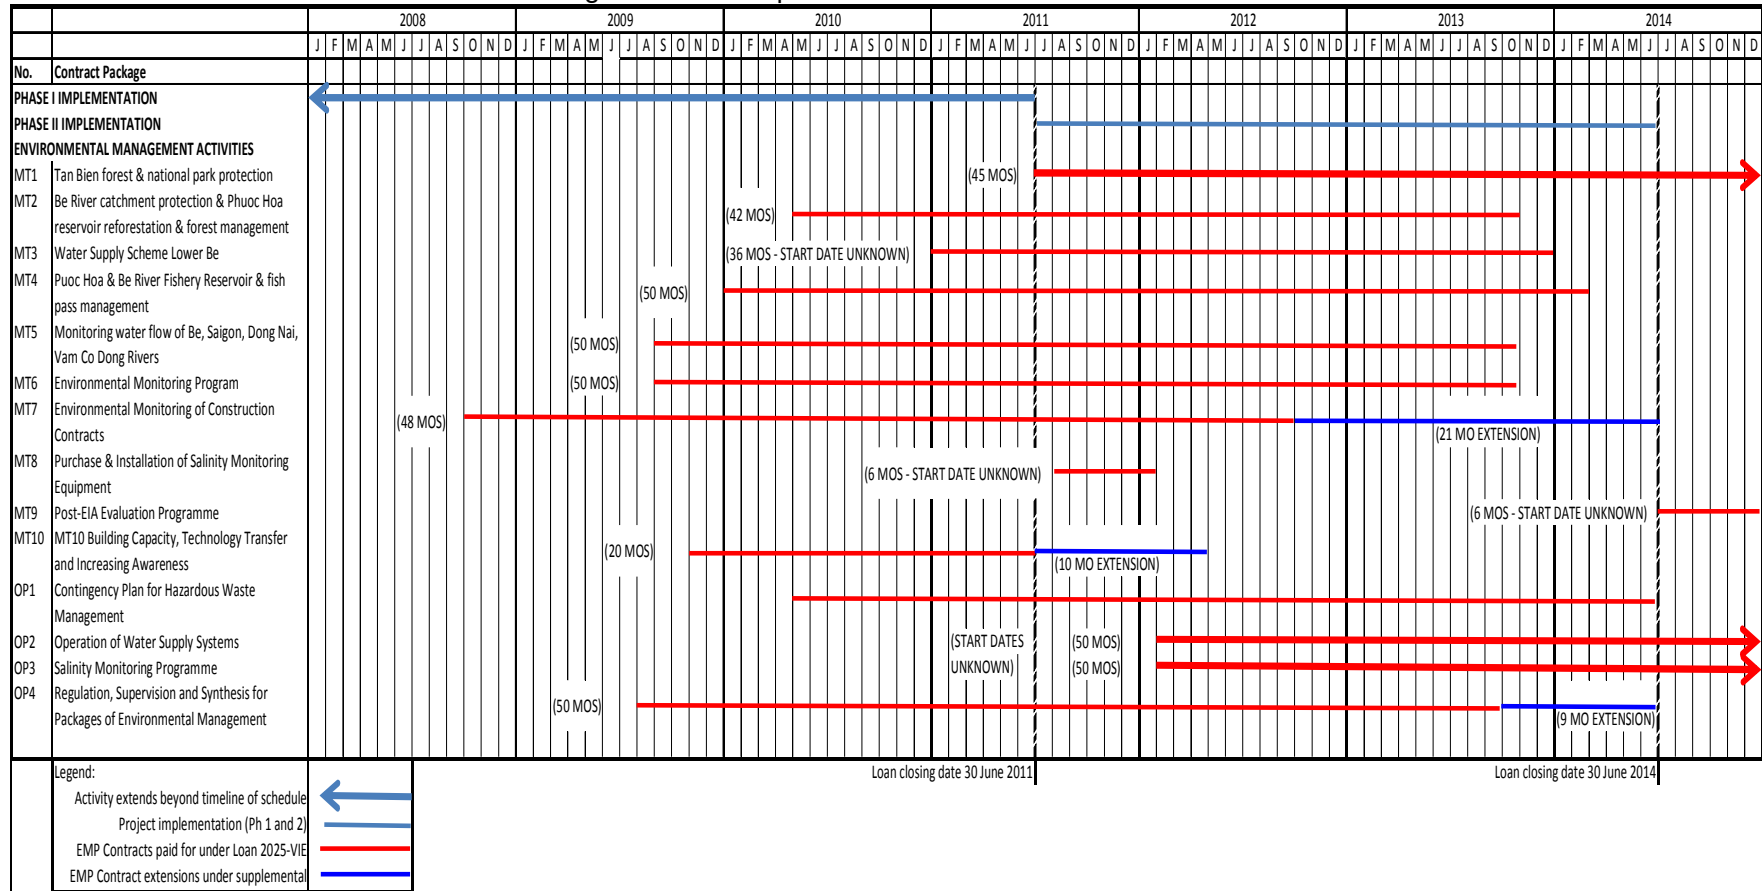 2008 2009 2010 2011 2012 2013 2014
J F M A M J J A S O N D J F M A M J J A S O N D J F M A M J J A S O N D J F M A M J J A S O N D J F M A M J J A S O N D J F M A M J J A S O N D J F M A M J J A S O N D
No. Contract Package
PHASE I IMPLEMENTATION
PHASE II IMPLEMENTATION
ENVIRONMENTAL MANAGEMENT ACTIVITIES
MT1 Tan Bien forest & national park protection (45 MOS)
MT2 Be River catchment protection & Phuoc Hoa
reservoir reforestation & forest management (42 MOS)
MT3 Water Supply Scheme Lower Be (36 MOS - START DATE UNKNOWN)
MT4 Puoc Hoa & Be River Fishery Reservoir & fish
pass management (50 MOS)
MT5 Monitoring water flow of Be, Saigon, Dong Nai,
Vam Co Dong Rivers (50 MOS)
MT6 Environmental Monitoring Program (50 MOS)
MT7 Environmental Monitoring of Construction
Contracts (48 MOS) (21 MO EXTENSION)
MT8 Purchase & Installation of Salinity Monitoring
Equipment (6 MOS - START DATE UNKNOWN)
MT9 Post-EIA Evaluation Programme (6 MOS - START DATE UNKNOWN)
MT10 MT10 Building Capacity, Technology Transfer
and Increasing Awareness (20 MOS) (10 MO EXTENSION)
OP1 Contingency Plan for Hazardous Waste
Management
OP2 Operation of Water Supply Systems (START DATES (50 MOS)
OP3 Salinity Monitoring Programme UNKNOWN) (50 MOS)
OP4 Regulation, Supervision and Synthesis for
Packages of Environmental Management (50 MOS) (9 MO EXTENSION)
Legend: Loan closing date 30 June 2011 Loan closing date 30 June 2014
Activity extends beyond timeline of schedule
Project implementation (Ph 1 and 2)
EMP Contracts paid for under Loan 2025-VIE
EMP Contract extensions under supplemental